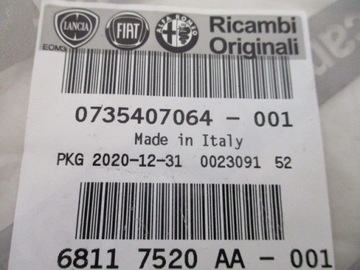 LANCIA FIAT ALFA ROMEO
Ricambi
Originali
0735407064 - 001
Made in Italy
PKG 2020-12-31 0023091 52
6811 7520 AA - 001